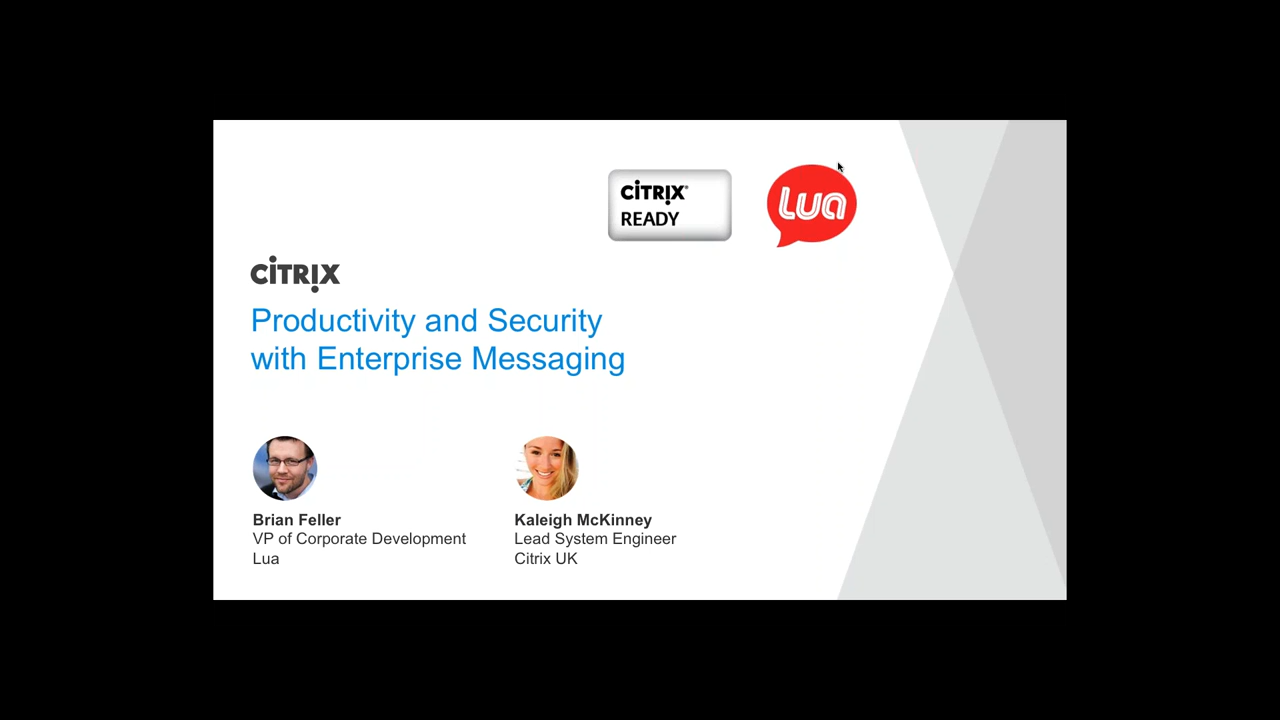 CITRIX®
READY
Lua
CITRIX
Productivity and Security
with Enterprise Messaging
Brian Feller
VP of Corporate Development
Lua
Kaleigh McKinney
Lead System Engineer
Citrix UK